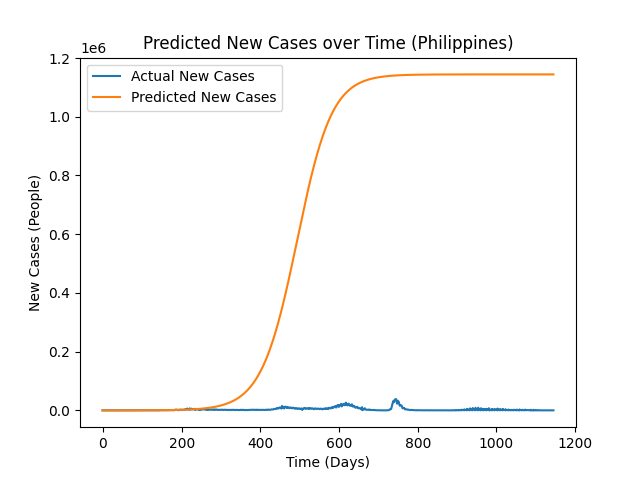 Predicted New Cases over Time (Philippines)
1e6
Actual New Cases
Predicted New Cases
1.2
1.0
0.8
0.6
0.4
0.2
0.0
New Cases (People)
0 200 400 600 800 1000 1200
Time (Days)